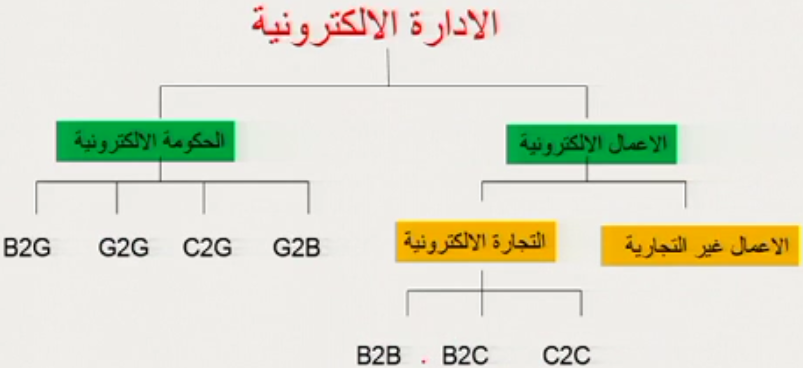 الادارة الالكترونية
الاعمال الالكترونية
الحكومة الالكترونية
الاعمال غير التجارية
التجارة الالكترونية
B2G G2G C2G G2B
B2B . B2C C2C